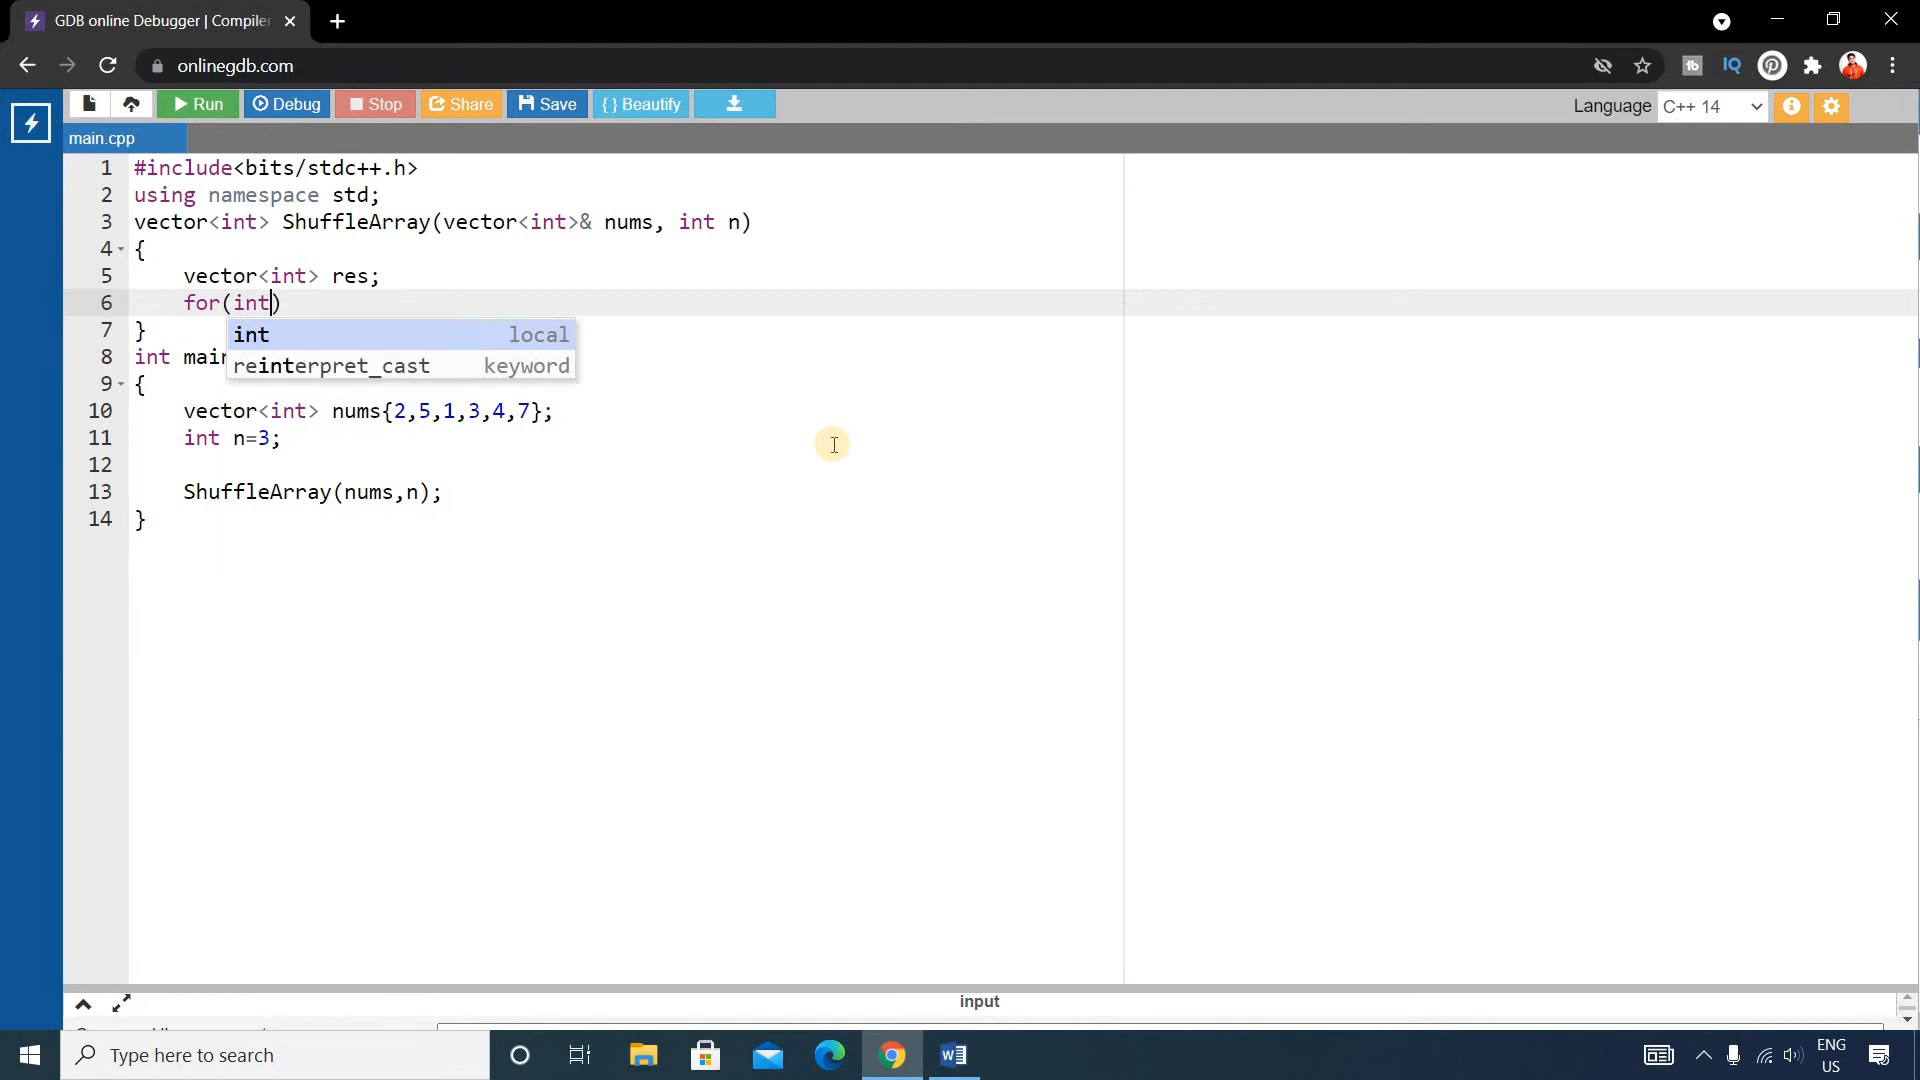 GDB online Debugger | Compiler
onlinegdb.com
Run Debug Stop Share Save { } Beautify Language C++ 14
main.cpp
1 #include<bits/stdc++.h>
2 using namespace std;
3 vector<int> ShuffleArray(vector<int>& nums, int n)
4 {
5 vector<int> res;
6 for(int)
7 }
int local
8 int main
reinterpret_cast keyword
9 {
10 vector<int> nums{2,5,1,3,4,7};
11 int n=3;
12
13 ShuffleArray(nums,n);
14 }
input
Type here to search
ENG
US